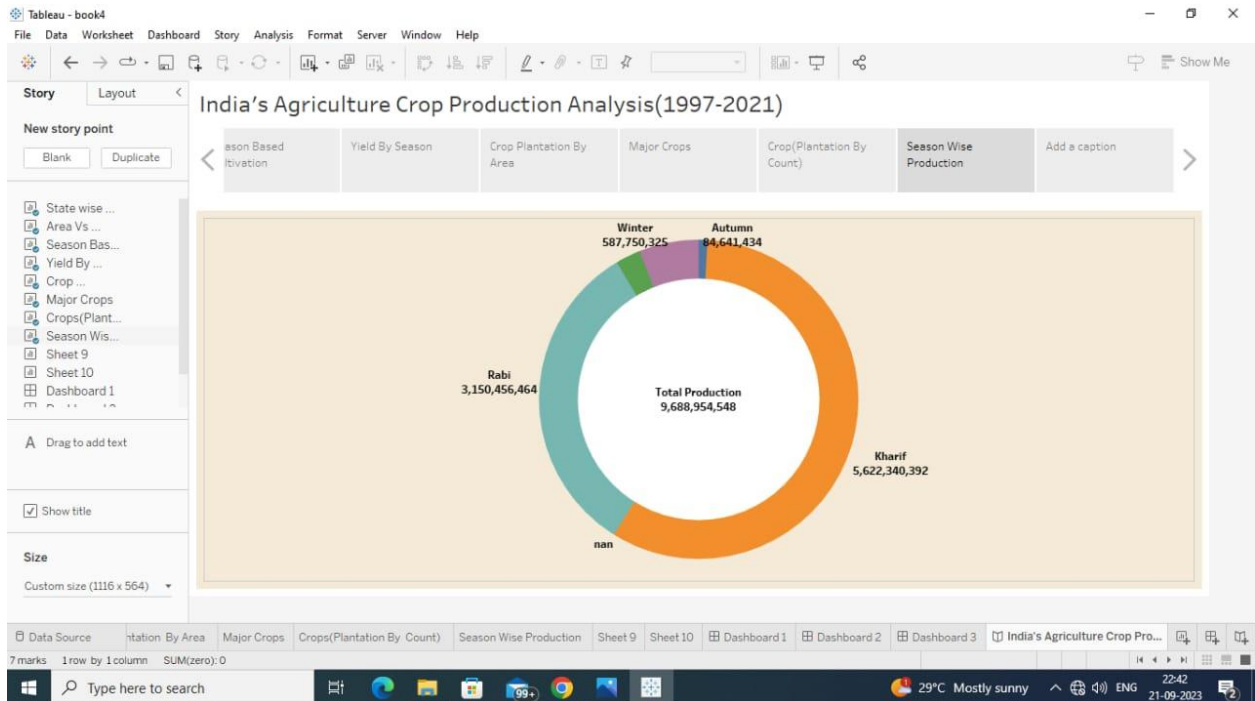 Tableau - book4
File Data Worksheet Dashboard Story Analysis Format Server Window Help
Show Me
Story Layout
New story point
Blank Duplicate
State wise ...
Area Vs ...
Season Bas...
Yield By ...
Crop ...
Major Crops
Crops(Plant...
Season Wis...
Sheet 9
Sheet 10
Dashboard 1
A Drag to add text
Show title
Size
Custom size (1116 x 564)
India's Agriculture Crop Production Analysis(1997-2021)
ason Based
ltivation
Yield By Season
Crop Plantation By
Area
Major Crops
Crop(Plantation By
Count)
Season Wise
Production
Add a caption
Winter
587,750,325
Autumn
84,641,434
Rabi
3,150,456,464
Total Production
9,688,954,548
Kharif
5,622,340,392
nan
Data Source ntation By Area Major Crops Crops(Plantation By Count) Season Wise Production Sheet 9 Sheet 10 Dashboard 1 Dashboard 2 Dashboard 3 India's Agriculture Crop Pro...
7 marks 1 row by 1 column SUM(zero): 0
Type here to search
99+
29°C Mostly sunny
ENG
22:42
21-09-2023
2